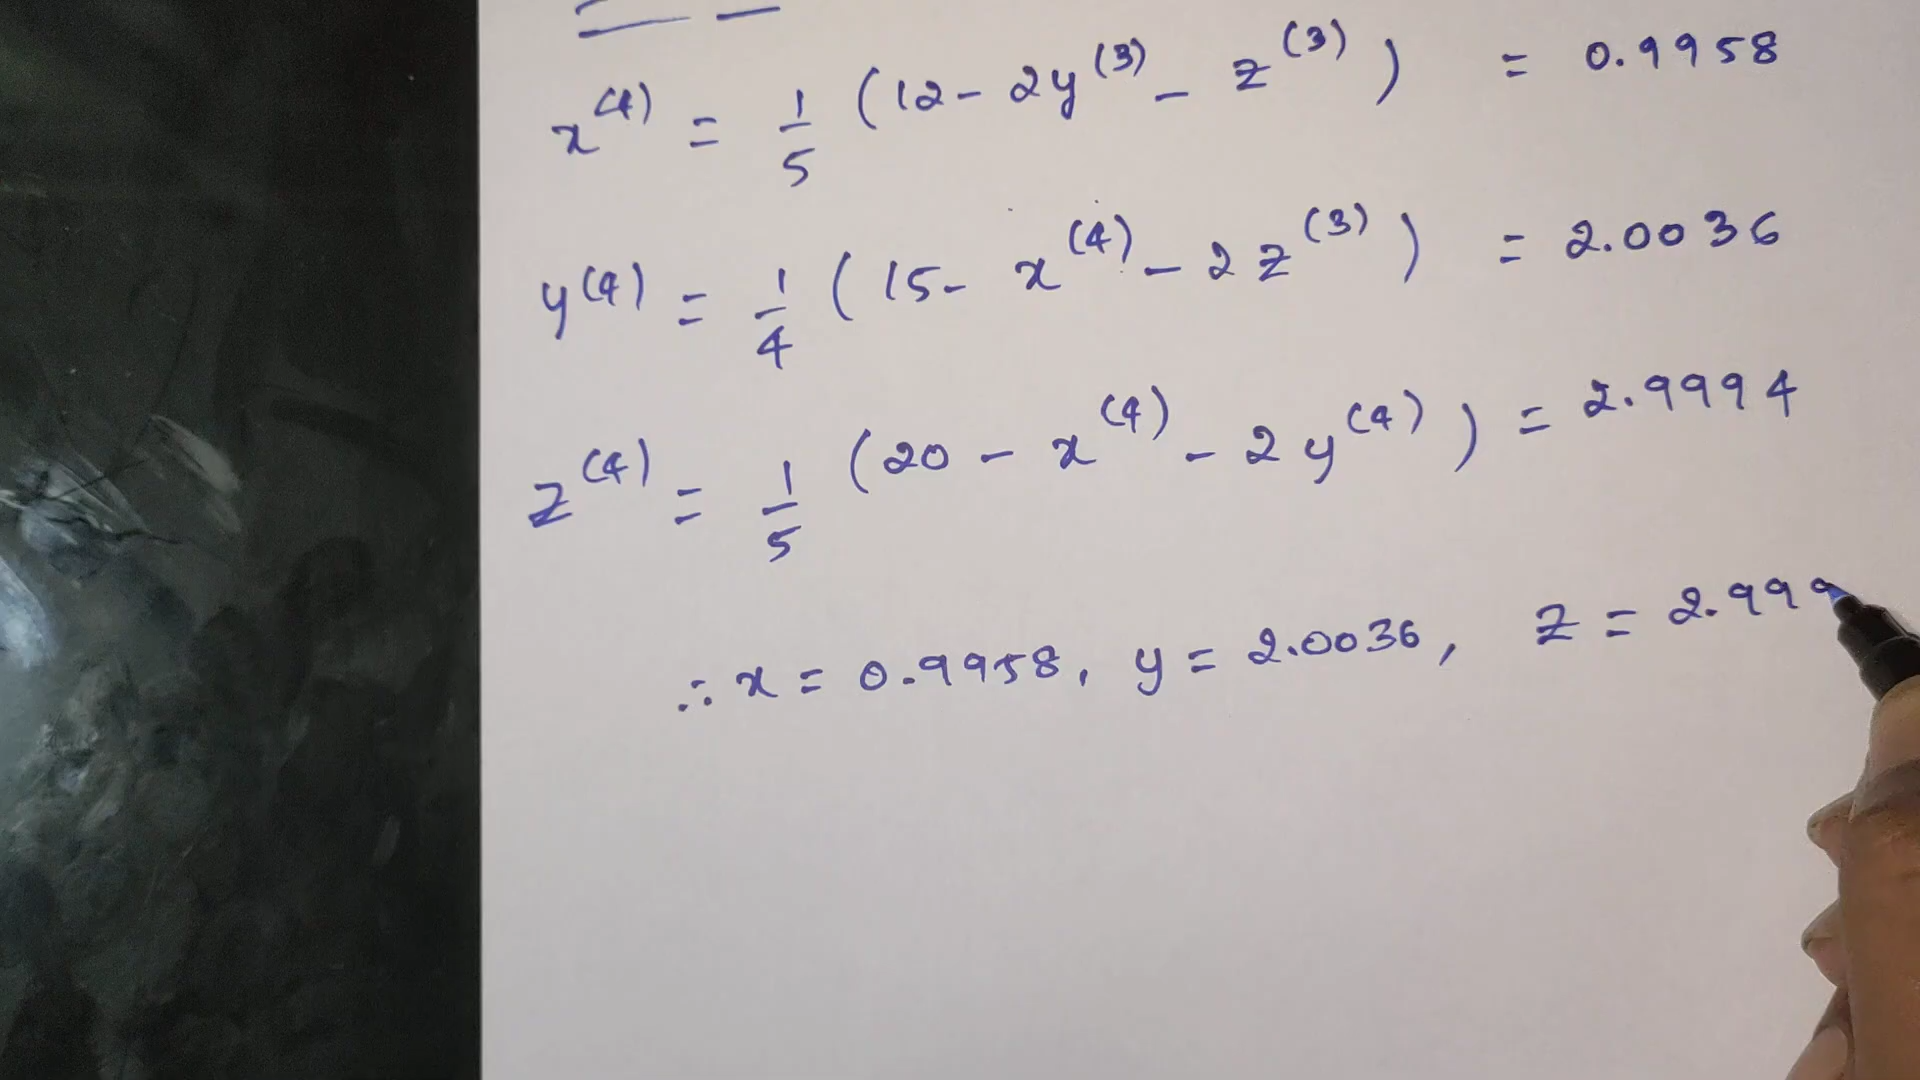 x^(4) = 1/5 (12 - 2y^(3) - z^(3)) = 0.9958
y^(4) = 1/4 (15 - x^(4) - 2z^(3)) = 2.0036
z^(4) = 1/5 (20 - x^(4) - 2y^(4)) = 2.9994
∴ x = 0.9958, y = 2.0036, z = 2.999